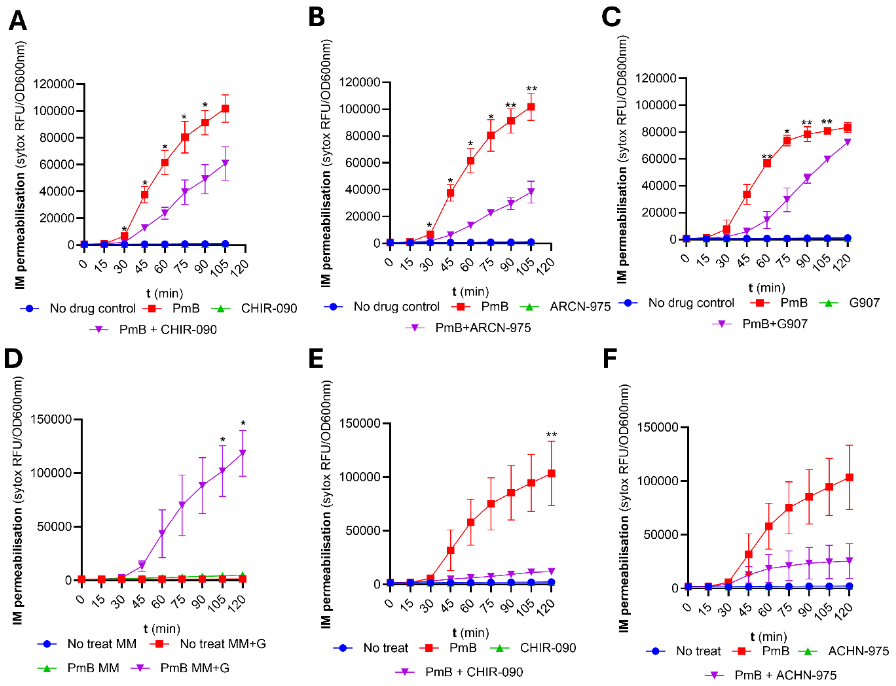 A
IM permeabilisation (sytox RFU/OD600nm)
120000
100000
80000
60000
40000
20000
0
* * * * *
0 15 30 45 60 75 90 105 120
t (min)
No drug control PmB CHIR-090
PmB + CHIR-090
B
IM permeabilisation (sytox RFU/OD600nm)
120000
100000
80000
60000
40000
20000
0
* * * * ** **
0 15 30 45 60 75 90 105 120
t (min)
No drug control PmB ARCN-975
PmB+ARCN-975
C
IM permeabilisation (sytox RFU/OD600nm)
120000
100000
80000
60000
40000
20000
0
** * ** **
0 15 30 45 60 75 90 105 120
t (min)
No drug control PmB G907
PmB+G907
D
IM permeabilisation (sytox RFU/OD600nm)
150000
100000
50000
0
* *
0 15 30 45 60 75 90 105 120
t (min)
No treat MM No treat MM+G
PmB MM PmB MM+G
E
IM permeabilisation (sytox RFU/OD600nm)
150000
100000
50000
0
**
0 15 30 45 60 75 90 105 120
t (min)
No treat PmB CHIR-090
PmB + CHIR-090
F
IM permeabilisation (sytox RFU/OD600nm)
150000
100000
50000
0
0 15 30 45 60 75 90 105 120
t (min)
No treat PmB ACHN-975
PmB + ACHN-975